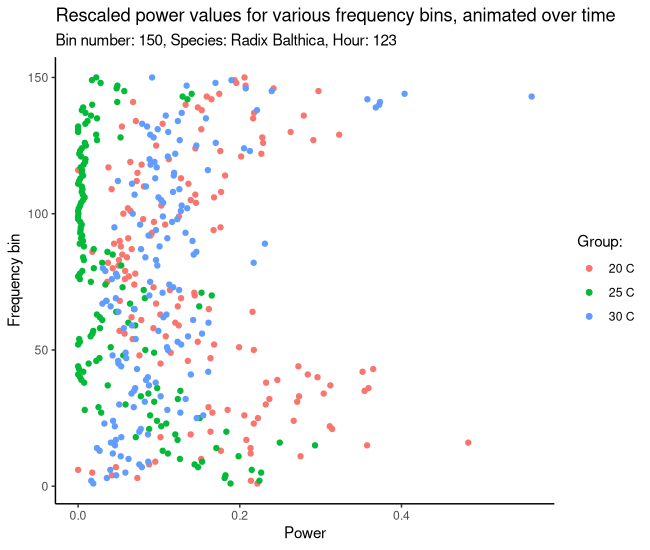 Rescaled power values for various frequency bins, animated over time
Bin number: 150, Species: Radix Balthica, Hour: 123
150
100
50
0
Frequency bin
0.0
0.2
0.4
Power
Group:
20 C
25 C
30 C